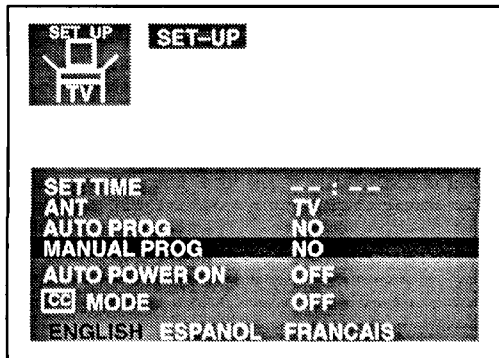 SET UP
SET–UP
TV
SET TIME – – : – –
ANT TV
AUTO PROG NO
MANUAL PROG NO
AUTO POWER ON OFF
CC MODE OFF
ENGLISH ESPANOL FRANCAIS